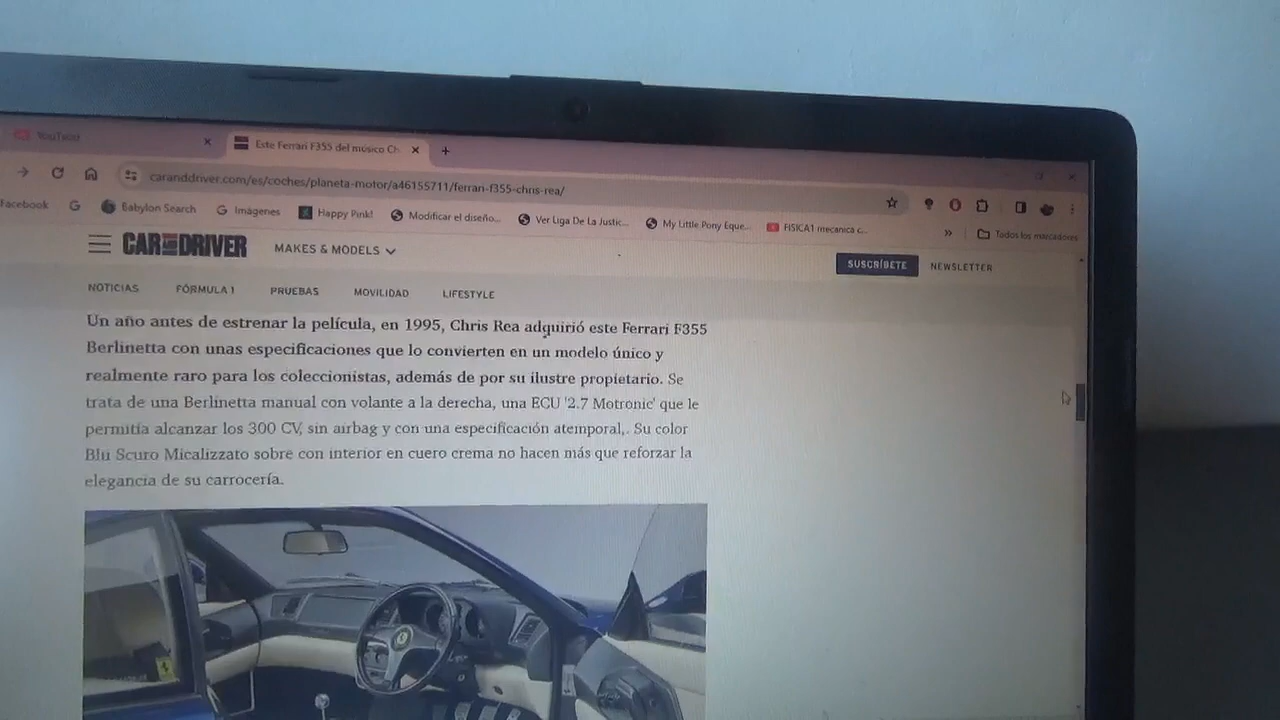 YouTube
Este Ferrari F355 del músico Ch
caranddriver.com/es/coches/planeta-motor/a46155711/ferrari-f355-chris-rea/
Facebook
Babylon Search
Imágenes
Happy Pink!
Modificar el diseño...
Ver Liga De La Justic...
My Little Pony Eque...
FISICA1 mecanica c...
»
Todos los marcadores
CAR AND DRIVER
MAKES & MODELS
SUSCRÍBETE
NEWSLETTER
NOTICIAS
FÓRMULA 1
PRUEBAS
MOVILIDAD
LIFESTYLE
Un año antes de estrenar la película, en 1995, Chris Rea adquirió este Ferrari F355
Berlinetta con unas especificaciones que lo convierten en un modelo único y
realmente raro para los coleccionistas, además de por su ilustre propietario. Se
trata de una Berlinetta manual con volante a la derecha, una ECU '2.7 Motronic' que le
permitía alcanzar los 300 CV, sin airbag y con una especificación atemporal,. Su color
Blu Scuro Micalizzato sobre con interior en cuero crema no hacen más que reforzar la
elegancia de su carrocería.